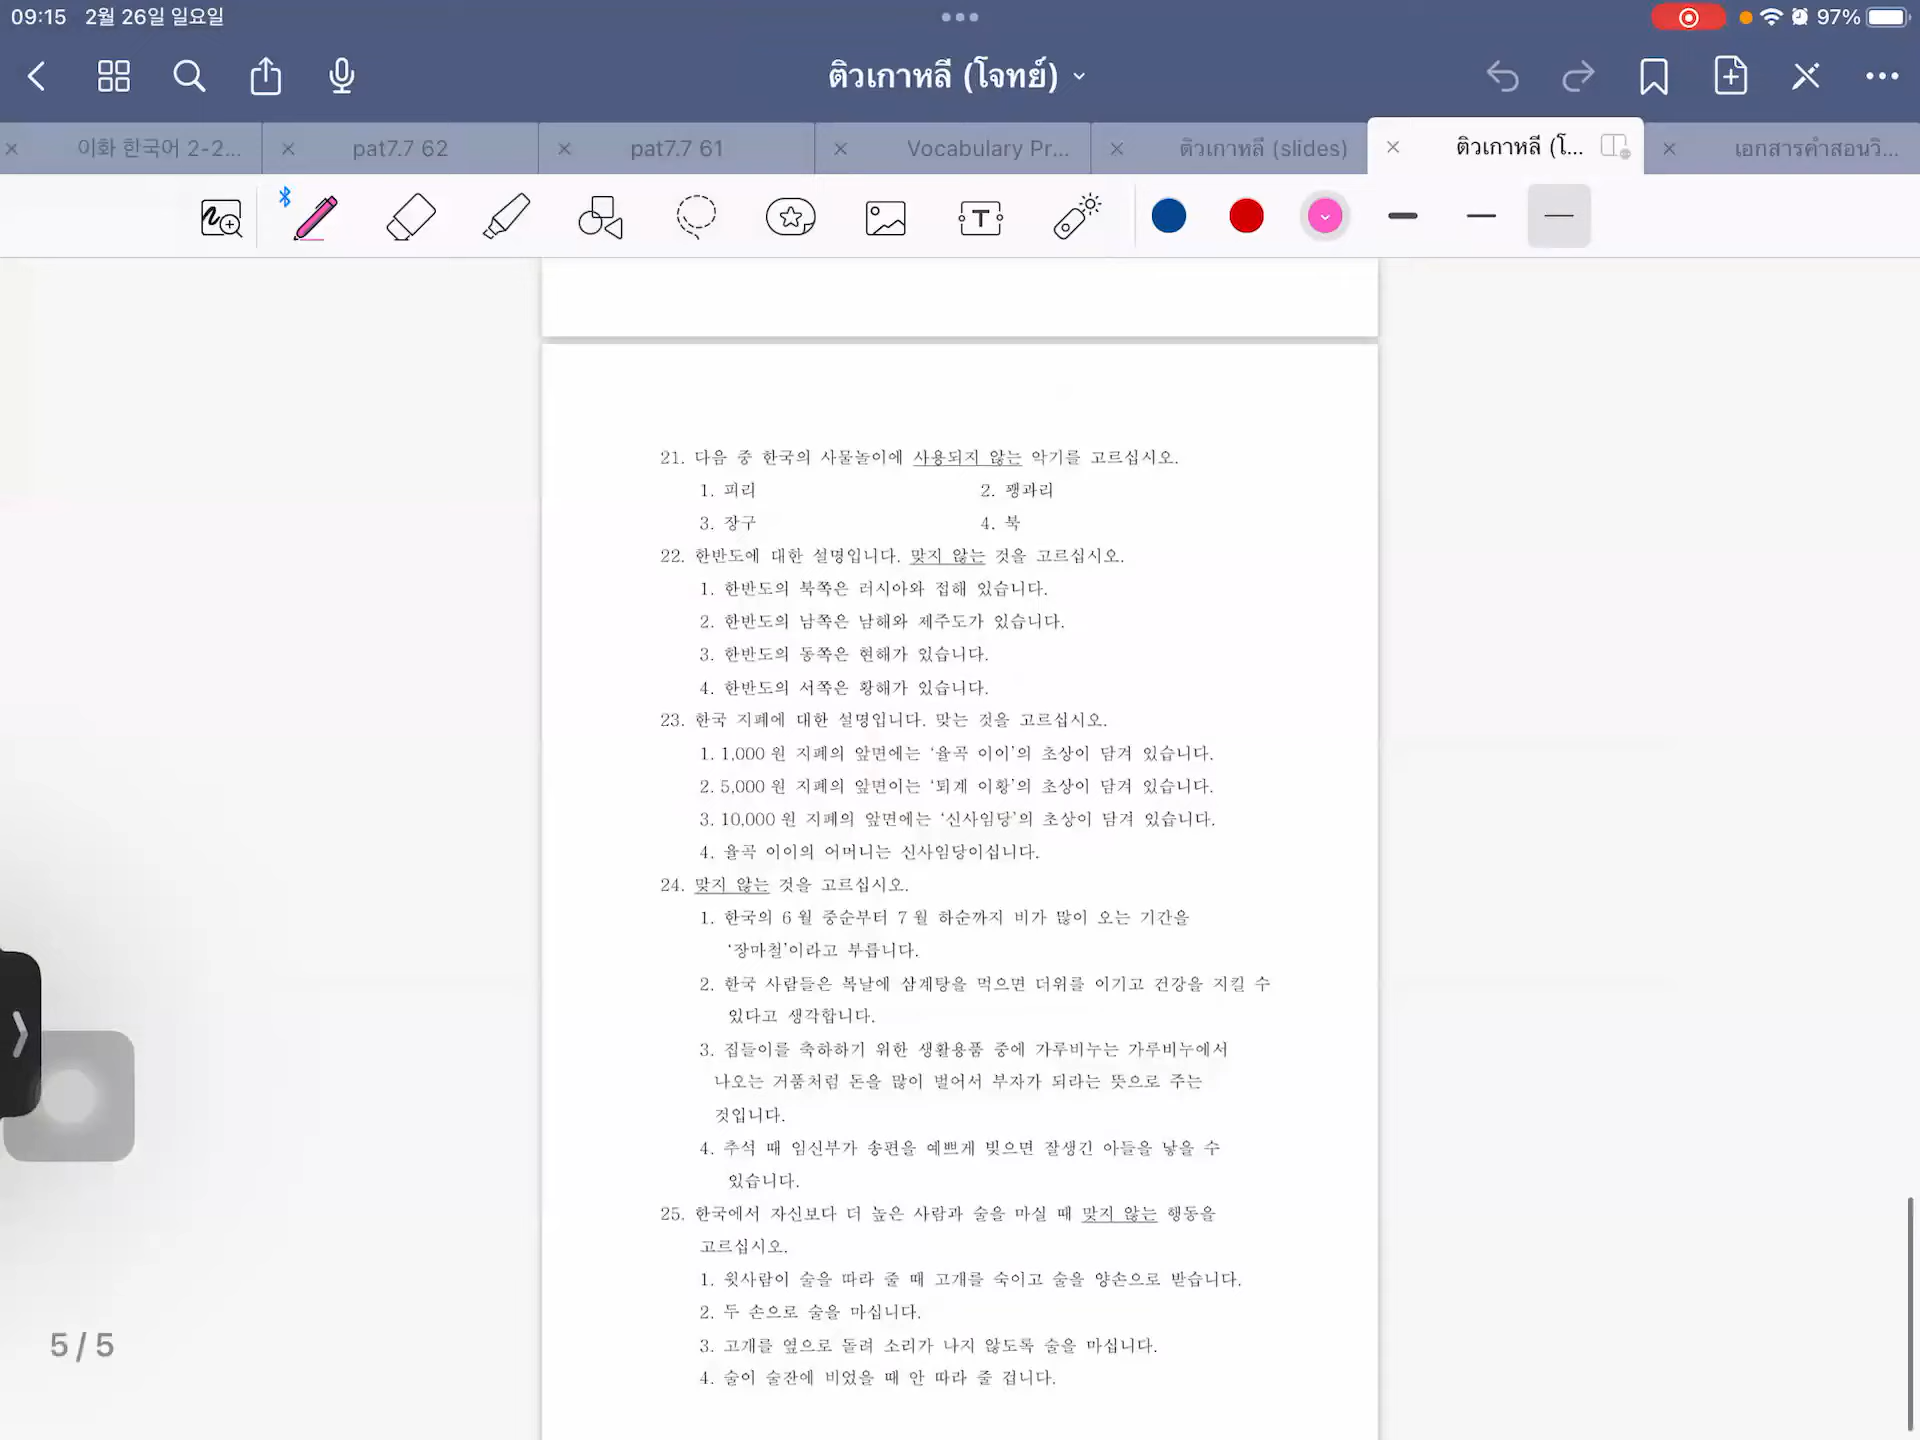 09:15 2월 26일 일요일
97%
ติวเกาหลี (โจทย์)
이화 한국어 2-2...
pat7.7 62
pat7.7 61
Vocabulary Pr...
ติวเกาหลี (slides)
ติวเกาหลี (โ...
เอกสารคำสอนวิ...
21. 다음 중 한국의 사물놀이에 사용되지 않는 악기를 고르십시오.
1. 피리 2. 꽹과리
3. 장구 4. 북
22. 한반도에 대한 설명입니다. 맞지 않는 것을 고르십시오.
1. 한반도의 북쪽은 러시아와 접해 있습니다.
2. 한반도의 남쪽은 남해와 제주도가 있습니다.
3. 한반도의 동쪽은 현해가 있습니다.
4. 한반도의 서쪽은 황해가 있습니다.
23. 한국 지폐에 대한 설명입니다. 맞는 것을 고르십시오.
1. 1,000 원 지폐의 앞면에는 ‘율곡 이이’의 초상이 담겨 있습니다.
2. 5,000 원 지폐의 앞면이는 ‘퇴계 이황’의 초상이 담겨 있습니다.
3. 10,000 원 지폐의 앞면에는 ‘신사임당’의 초상이 담겨 있습니다.
4. 율곡 이이의 어머니는 신사임당이십니다.
24. 맞지 않는 것을 고르십시오.
1. 한국의 6 월 중순부터 7 월 하순까지 비가 많이 오는 기간을
‘장마철’이라고 부릅니다.
2. 한국 사람들은 복날에 삼계탕을 먹으면 더위를 이기고 건강을 지킬 수
있다고 생각합니다.
3. 집들이를 축하하기 위한 생활용품 중에 가루비누는 가루비누에서
나오는 거품처럼 돈을 많이 벌어서 부자가 되라는 뜻으로 주는
것입니다.
4. 추석 때 임신부가 송편을 예쁘게 빚으면 잘생긴 아들을 낳을 수
있습니다.
25. 한국에서 자신보다 더 높은 사람과 술을 마실 때 맞지 않는 행동을
고르십시오.
1. 윗사람이 술을 따라 줄 때 고개를 숙이고 술을 양손으로 받습니다.
2. 두 손으로 술을 마십니다.
3. 고개를 옆으로 돌려 소리가 나지 않도록 술을 마십니다.
4. 술이 술잔에 비었을 때 안 따라 줄 겁니다.
5 / 5